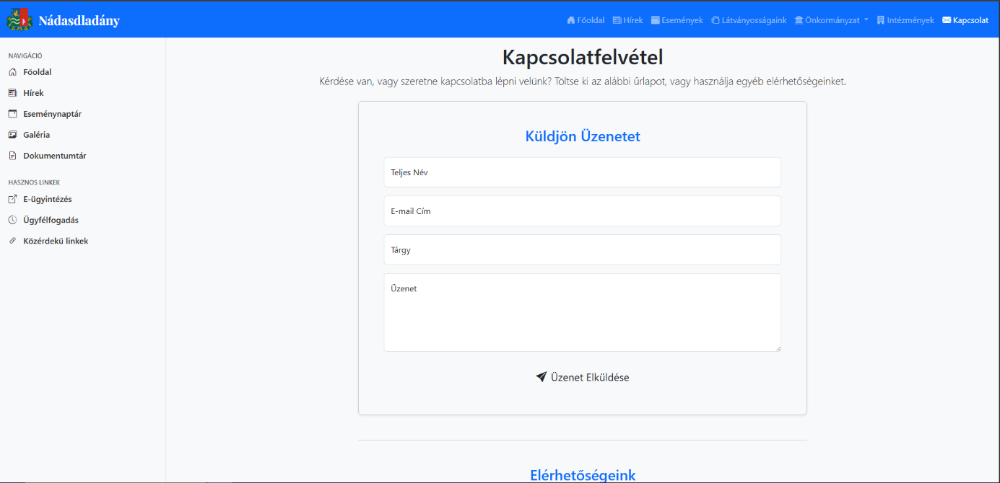 Nádasdladány
Főoldal Hírek Események Látványosságaink Önkormányzat Intézmények Kapcsolat
NAVIGÁCIÓ
Főoldal
Hírek
Eseménynaptár
Galéria
Dokumentumtár
HASZNOS LINKEK
E-ügyintézés
Ügyfélfogadás
Közérdekű linkek
Kapcsolatfelvétel
Kérdése van, vagy szeretne kapcsolatba lépni velünk? Töltse ki az alábbi űrlapot, vagy használja egyéb elérhetőségeinket.
Küldjön Üzenetet
Teljes Név
E-mail Cím
Tárgy
Üzenet
Üzenet Elküldése
Elérhetőségeink